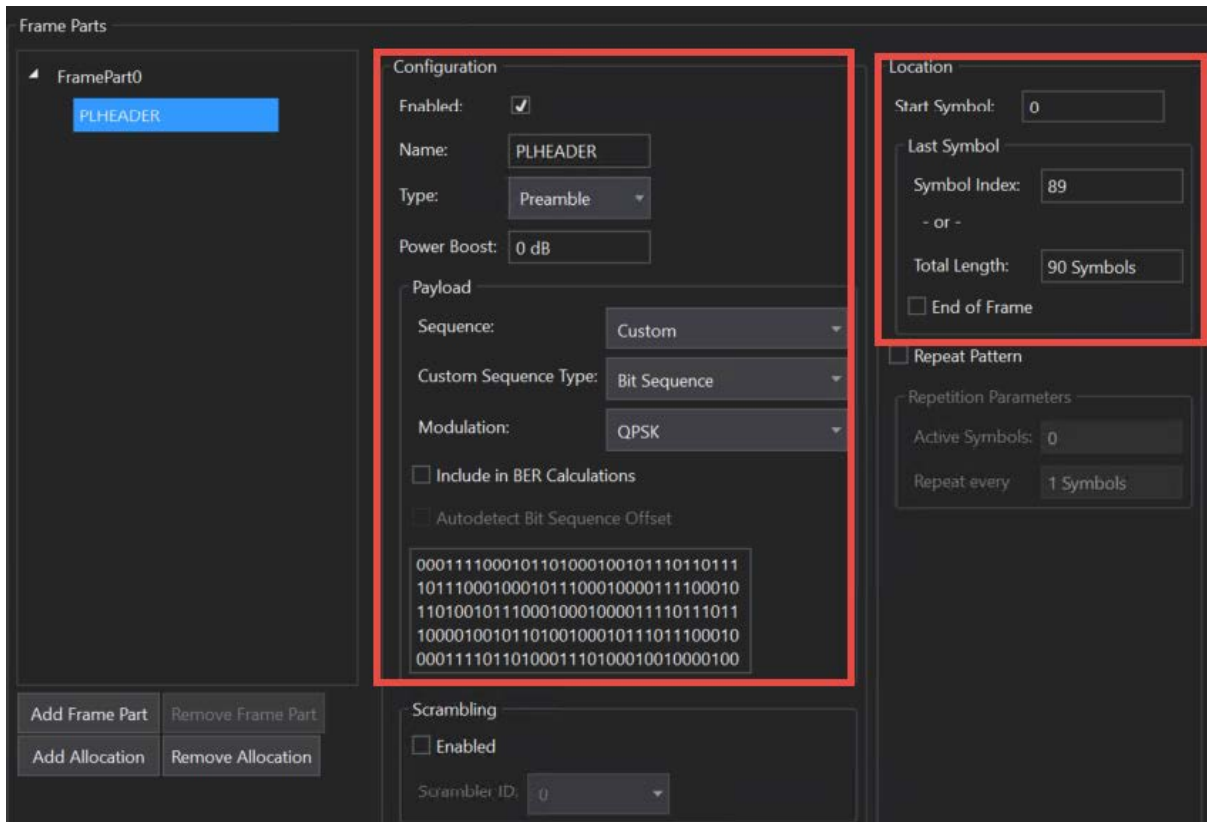 Frame Parts
FramePart0
PLHEADER
Add Frame Part
Remove Frame Part
Add Allocation
Remove Allocation
Configuration
Enabled:
Name: PLHEADER
Type: Preamble
Power Boost: 0 dB
Payload
Sequence: Custom
Custom Sequence Type: Bit Sequence
Modulation: QPSK
Include in BER Calculations
Autodetect Bit Sequence Offset
000111100010110100010010111011011​1
101110001000101110001000011110001​0
110100101110001000100001111011101​1
100001001011010010001011101110001​0
000111101101000111010001001000010​0
Scrambling
Enabled
Scrambler ID: 0
Location
Start Symbol: 0
Last Symbol
Symbol Index: 89
- or -
Total Length: 90 Symbols
End of Frame
Repeat Pattern
Repetition Parameters
Active Symbols: 0
Repeat every 1 Symbols